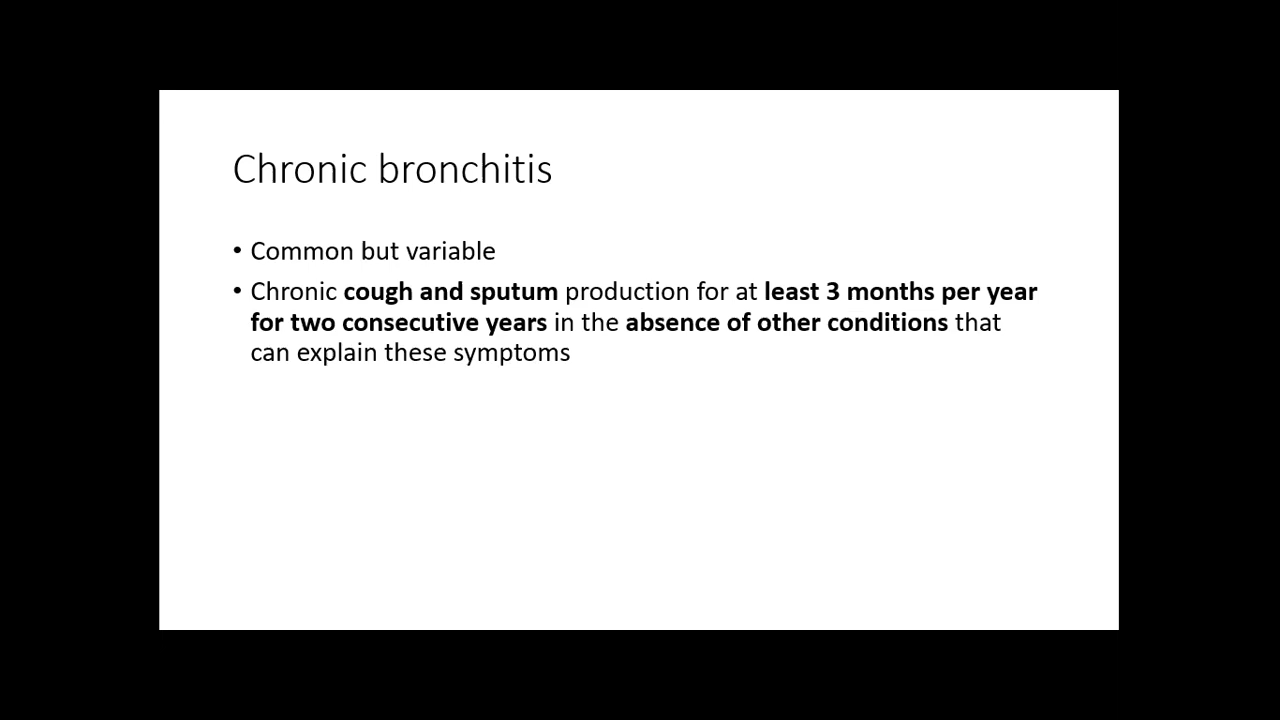 Chronic bronchitis
• Common but variable
• Chronic cough and sputum production for at least 3 months per year
for two consecutive years in the absence of other conditions that
can explain these symptoms